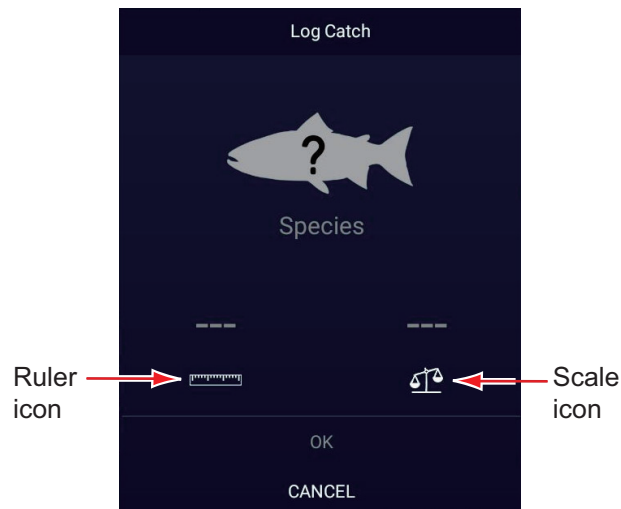 Log Catch
?
Species
--- ---
Ruler
icon
Scale
icon
OK
CANCEL